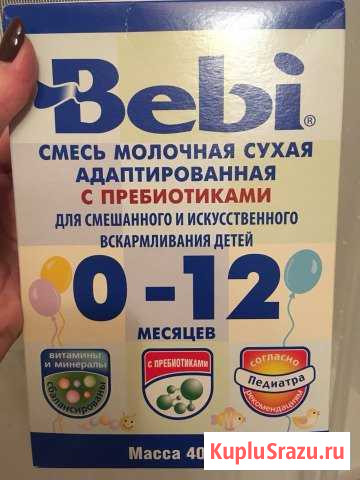 Bebi®
СМЕСЬ МОЛОЧНАЯ СУХАЯ
АДАПТИРОВАННАЯ
С ПРЕБИОТИКАМИ
ДЛЯ СМЕШАННОГО И ИСКУССТВЕННОГО
ВСКАРМЛИВАНИЯ ДЕТЕЙ
0-12
МЕСЯЦЕВ
витамины
и минералы
сбалансированы
С ПРЕБИОТИКАМИ
согласно
Педиатра
рекомендациям
Масса 40
KupluSrazu.ru